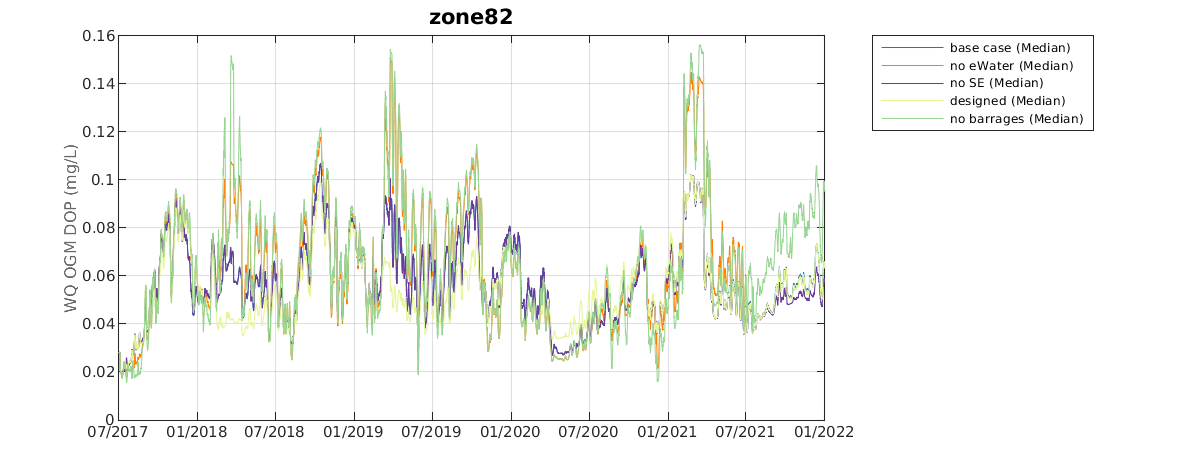 zone82
WQ OGM DOP (mg/L)
0.16
0.14
0.12
0.1
0.08
0.06
0.04
0.02
0
07/2017 01/2018 07/2018 01/2019 07/2019 01/2020 07/2020 01/2021 07/2021 01/2022
base case (Median)
no eWater (Median)
no SE (Median)
designed (Median)
no barrages (Median)